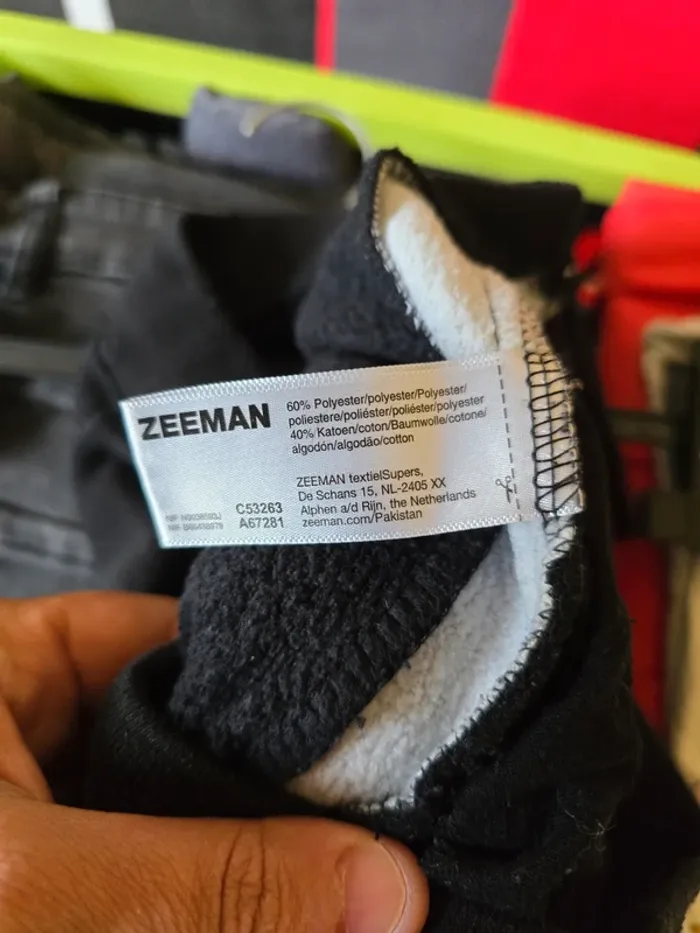 ZEEMAN
60% Polyester/polyester/Polyester/
poliestere/poliéster/poliéster/polyester
40% Katoen/coton/Baumwolle/cotone/
algodón/algodão/cotton
ZEEMAN textielSupers,
De Schans 15, NL-2405 XX
Alphen a/d Rijn, the Netherlands
zeeman.com/Pakistan
C53263
A67281